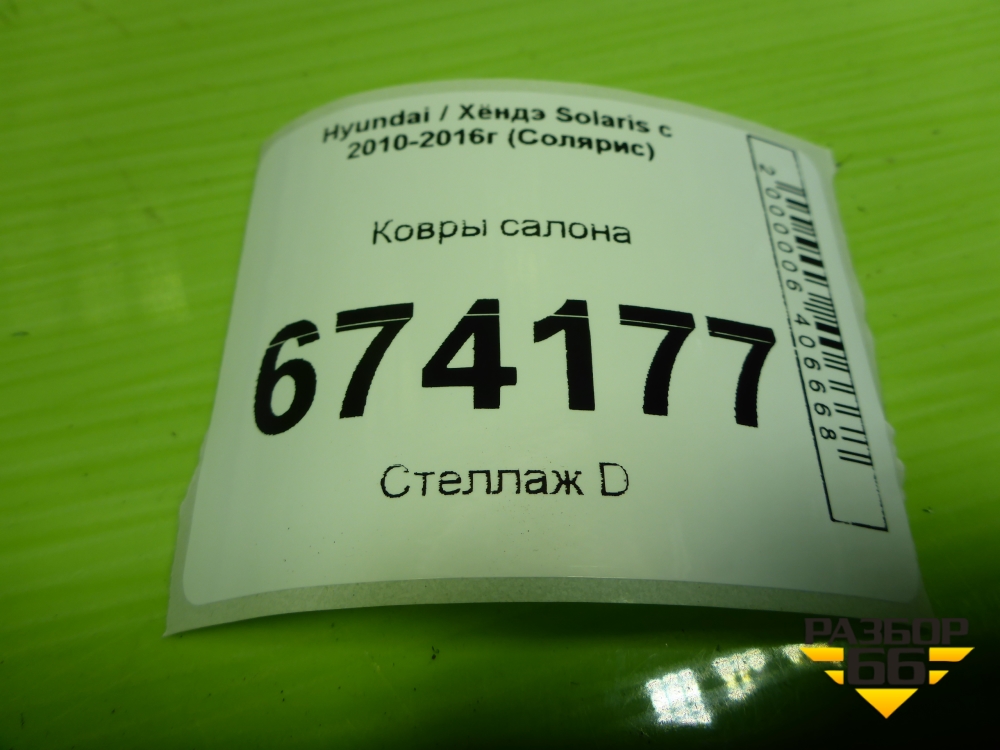 Hyundai / Хёндэ Solaris с
2010-2016г (Солярис)
Ковры салона
674177
Стеллаж D
2000006406668
РАЗБОР
66